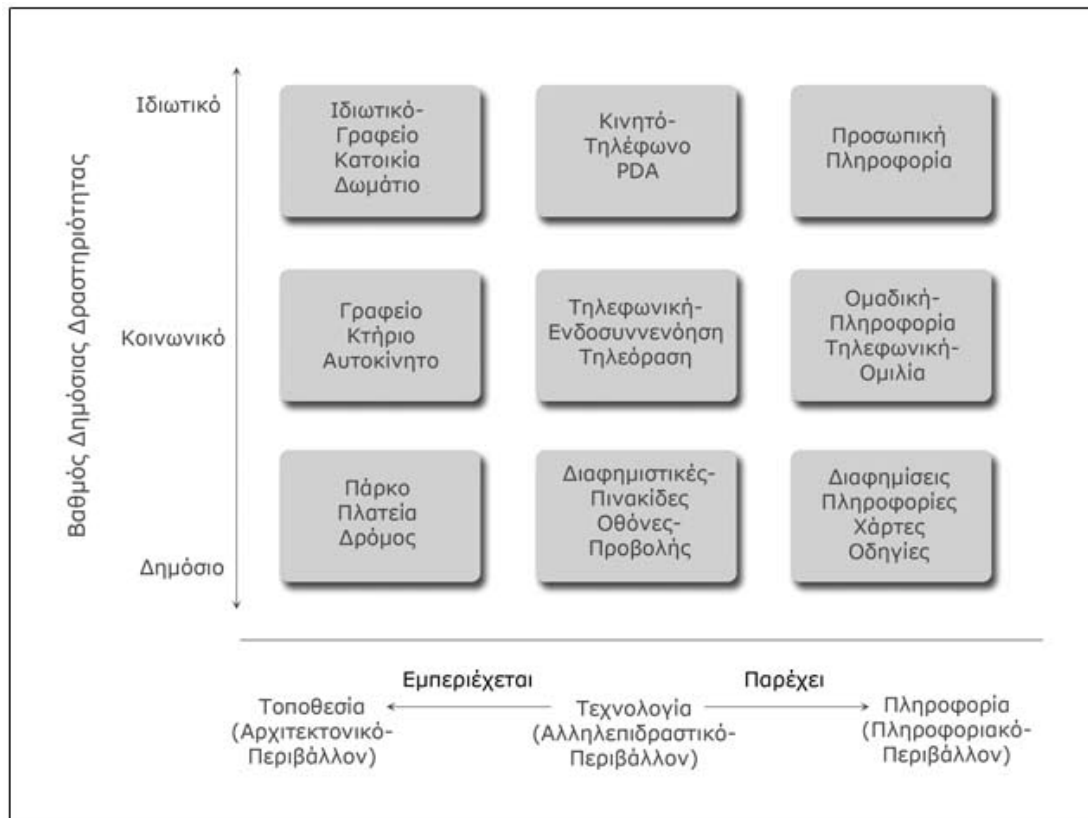 Βαθμός Δημόσιας Δραστηριότητας
Ιδιωτικό
Ιδιωτικό-
Γραφείο
Κατοικία
Δωμάτιο
Κινητό-
Τηλέφωνο
PDA
Προσωπική
Πληροφορία
Κοινωνικό
Γραφείο
Κτήριο
Αυτοκίνητο
Τηλεφωνική-
Ενδοσυννενόηση
Τηλεόραση
Ομαδική-
Πληροφορία
Τηλεφωνική-
Ομιλία
Δημόσιο
Πάρκο
Πλατεία
Δρόμος
Διαφημιστικές-
Πινακίδες
Οθόνες-
Προβολής
Διαφημίσεις
Πληροφορίες
Χάρτες
Οδηγίες
Εμπεριέχεται
Παρέχει
Τοποθεσία
(Αρχιτεκτονικό-
Περιβάλλον)
Τεχνολογία
(Αλληλεπιδραστικό-
Περιβάλλον)
Πληροφορία
(Πληροφοριακό-
Περιβάλλον)